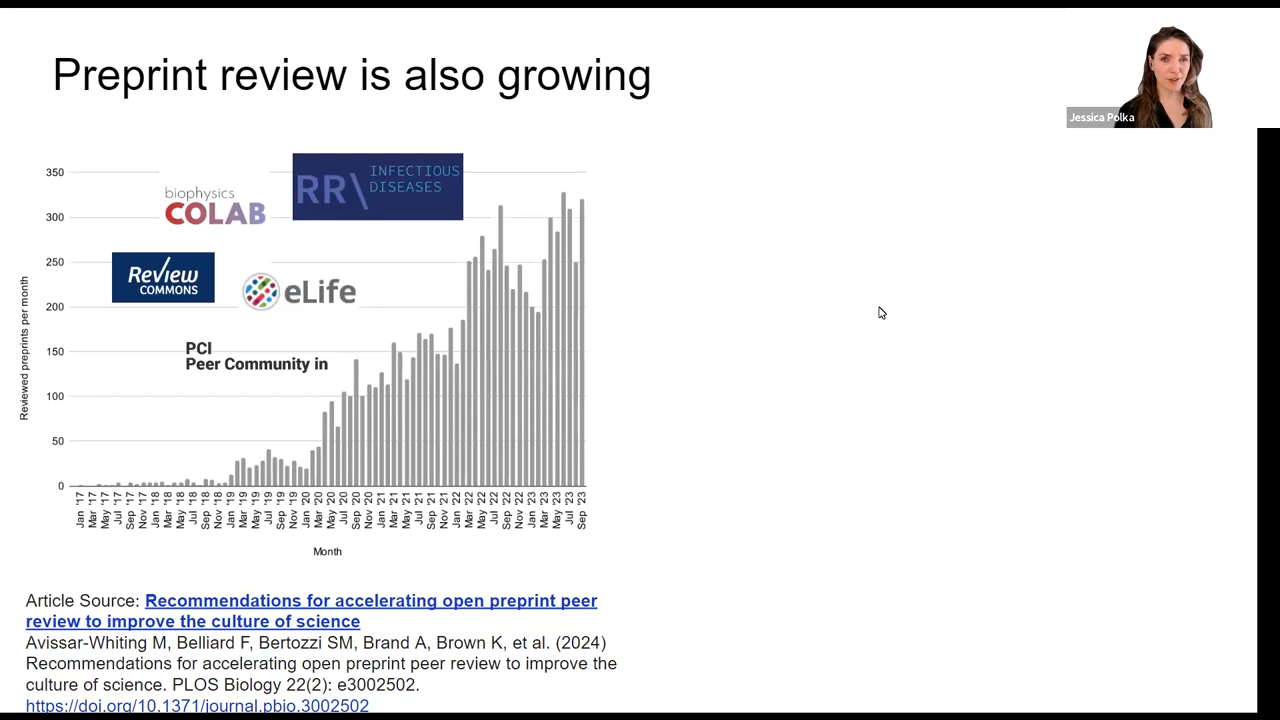 Preprint review is also growing
Jessica Polka
350
300
250
200
150
100
50
0
Reviewed preprints per month
biophysics
COLAB
RR\ INFECTIOUS
DISEASES
Review
COMMONS
eLife
PCI
Peer Community in
Jan '17
Mar '17
May '17
Jul '17
Sep '17
Nov '17
Jan '18
Mar '18
May '18
Jul '18
Sep '18
Nov '18
Jan '19
Mar '19
May '19
Jul '19
Sep '19
Nov '19
Jan '20
Mar '20
May '20
Jul '20
Sep '20
Nov '20
Jan '21
Mar '21
May '21
Jul '21
Sep '21
Nov '21
Jan '22
Mar '22
May '22
Jul '22
Sep '22
Nov '22
Jan '23
Mar '23
May '23
Jul '23
Sep '23
Month
Article Source: Recommendations for accelerating open preprint peer
review to improve the culture of science
Avissar-Whiting M, Belliard F, Bertozzi SM, Brand A, Brown K, et al. (2024)
Recommendations for accelerating open preprint peer review to improve the
culture of science. PLOS Biology 22(2): e3002502.
https://doi.org/10.1371/journal.pbio.3002502